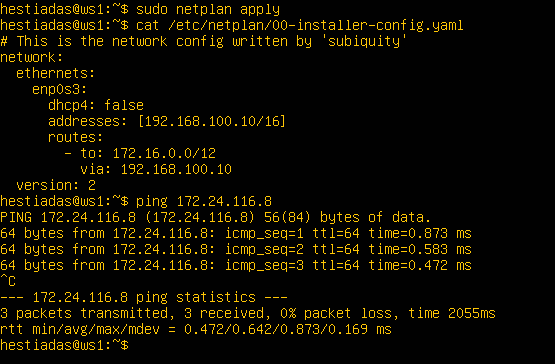 hestiadas@ws1:~$ sudo netplan apply
hestiadas@ws1:~$ cat /etc/netplan/00-installer-config.yaml
# This is the network config written by 'subiquity'
network:
  ethernets:
    enp0s3:
      dhcp4: false
      addresses: [192.168.100.10/16]
      routes:
        - to: 172.16.0.0/12
          via: 192.168.100.10
  version: 2
hestiadas@ws1:~$ ping 172.24.116.8
PING 172.24.116.8 (172.24.116.8) 56(84) bytes of data.
64 bytes from 172.24.116.8: icmp_seq=1 ttl=64 time=0.873 ms
64 bytes from 172.24.116.8: icmp_seq=2 ttl=64 time=0.583 ms
64 bytes from 172.24.116.8: icmp_seq=3 ttl=64 time=0.472 ms
^C
--- 172.24.116.8 ping statistics ---
3 packets transmitted, 3 received, 0% packet loss, time 2055ms
rtt min/avg/max/mdev = 0.472/0.642/0.873/0.169 ms
hestiadas@ws1:~$